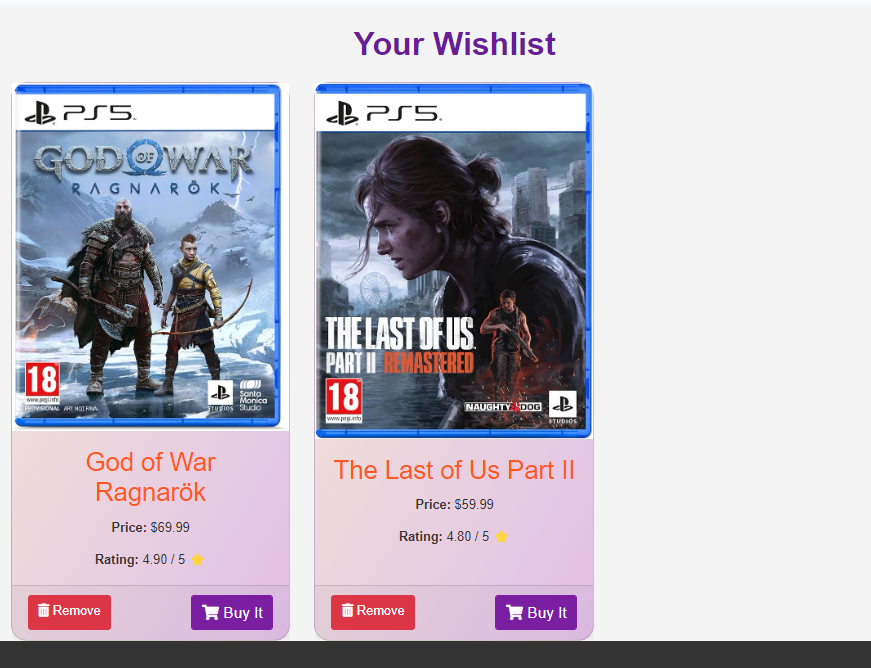 Your Wishlist
PS5
GOD OF WAR
RAGNARÖK
18
www.pegi.info
PROVISIONAL ART NOT FINAL
STUDIOS
Santa
Monica
Studio
God of War
Ragnarök
Price: $69.99
Rating: 4.90 / 5
Remove
Buy It
PS5
THE LAST OF US
PART II REMASTERED
18
www.pegi.info
NAUGHTY DOG
STUDIOS
The Last of Us Part II
Price: $59.99
Rating: 4.80 / 5
Remove
Buy It